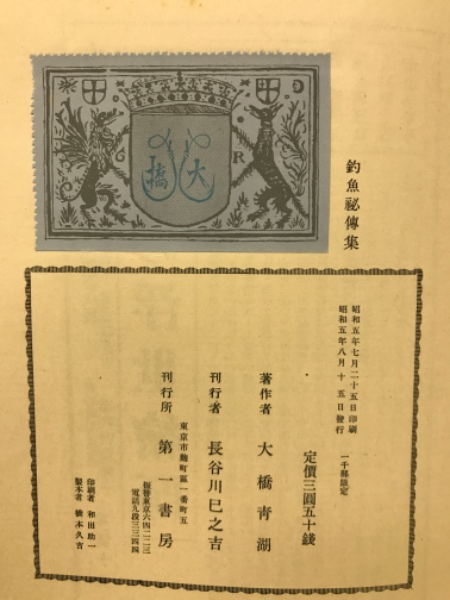 大橋
G R
釣魚祕傳集
昭和五年七月二十五日印刷
昭和五年八月十五日發行
一千部限定
定價三圓五十錢
著作者 大橋青湖
刊行者 長谷川巳之吉
東京市麹町區一番町五
刊行所 第一書房
振替東京六四二二三
電話九段三三四四
印刷者 和田助一
製本者 橋本久吉